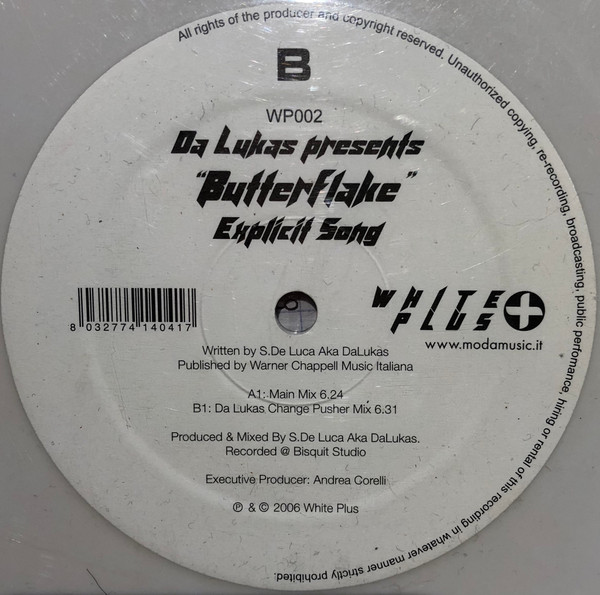 All rights of the producer and copyright reserved. Unauthorized copying, re-recording, broadcasting, public perfomance, hiring or rental of this recording in whatever manner strictly prohibited.
B
WP002
Da Lukas presents
"Butterflake"
Explicit Song
WHITE
PLUS
www.modamusic.it
8 032774 140417
Written by S.De Luca Aka DaLukas
Published by Warner Chappell Music Italiana
A1: Main Mix 6.24
B1: Da Lukas Change Pusher Mix 6.31
Produced & Mixed By S.De Luca Aka DaLukas.
Recorded @ Bisquit Studio
Executive Producer: Andrea Corelli
℗ & © 2006 White Plus